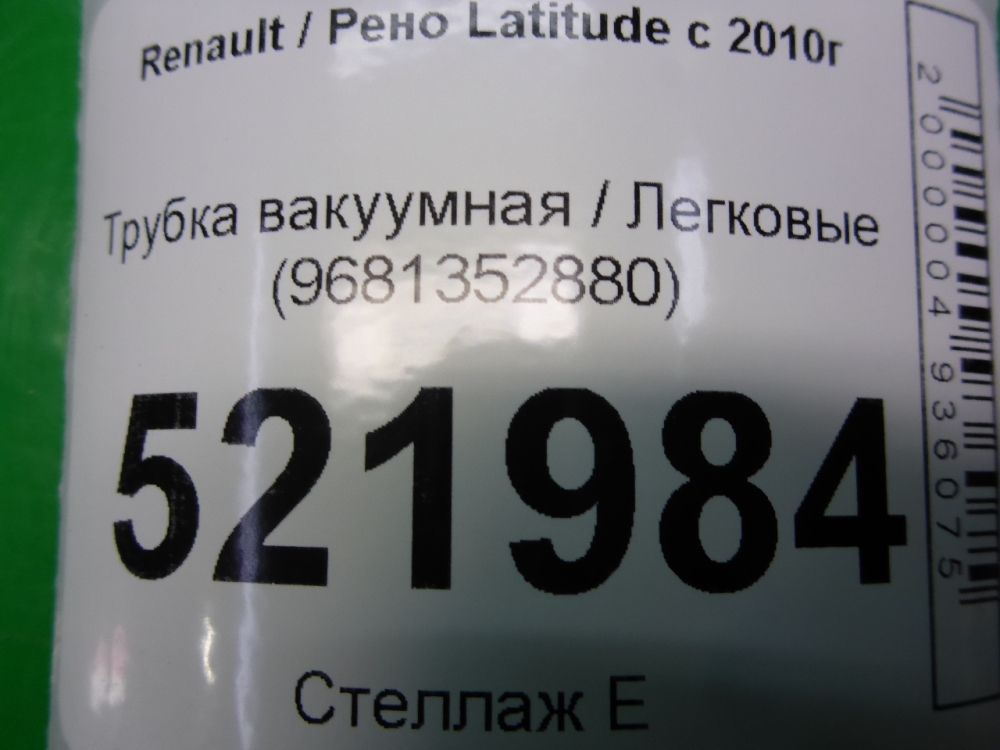 Renault / Рено Latitude с 2010г
Трубка вакуумная / Легковые
(9681352880)
521984
Стеллаж Е
2000004936075